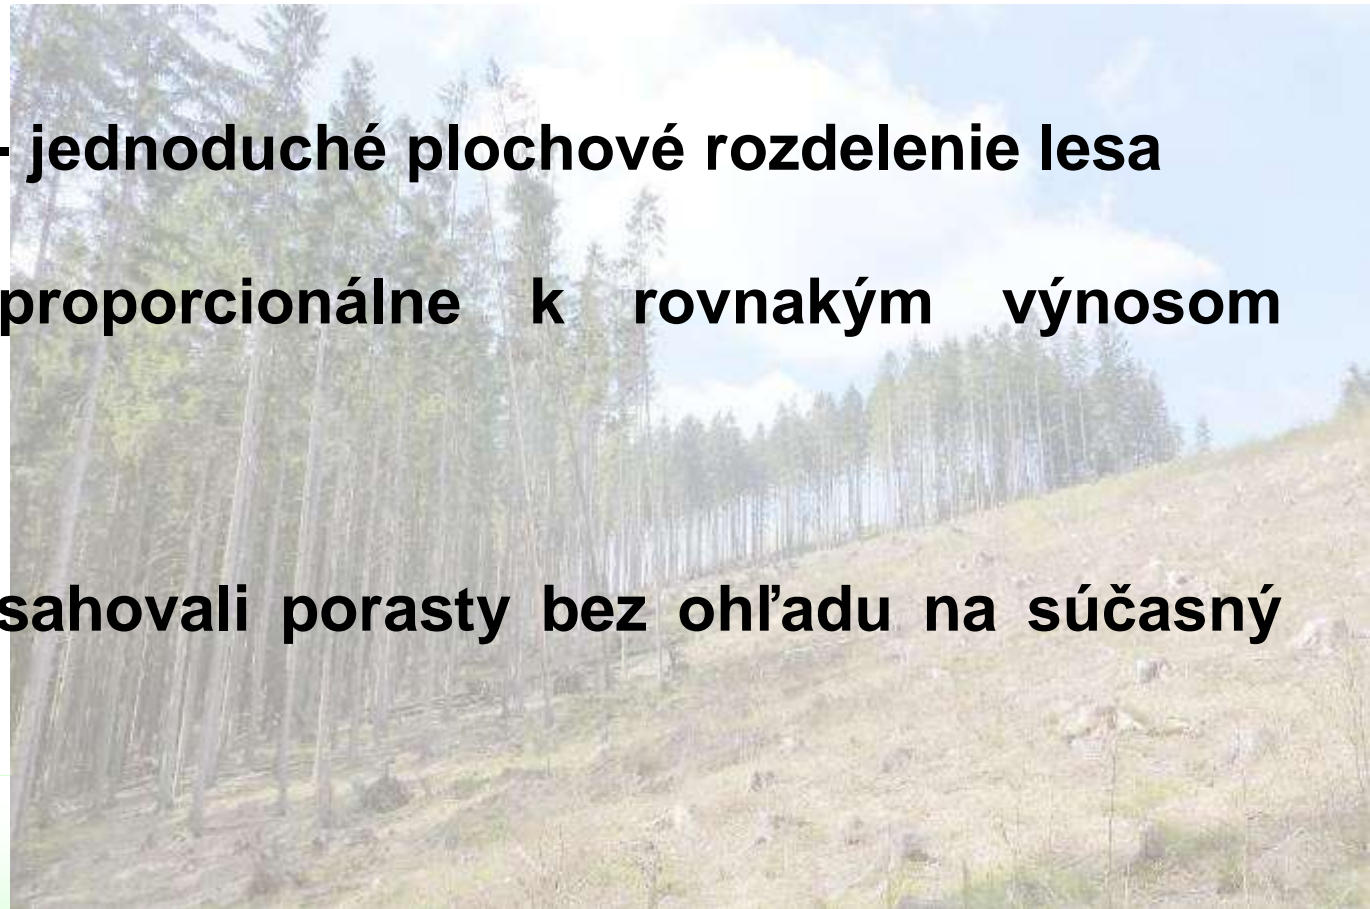 - jednoduché plochové rozdelenie lesa
proporcionálne k rovnakým výnosom
sahovali porasty bez ohľadu na súčasný